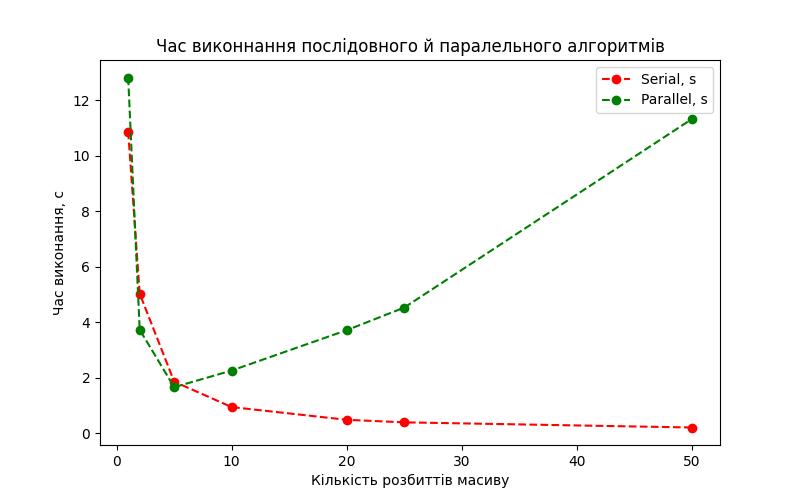 Час виконнання послідовного й паралельного алгоритмів
Serial, s
Parallel, s
Час виконання, с
12
10
8
6
4
2
0
0 10 20 30 40 50
Кількість розбиттів масиву